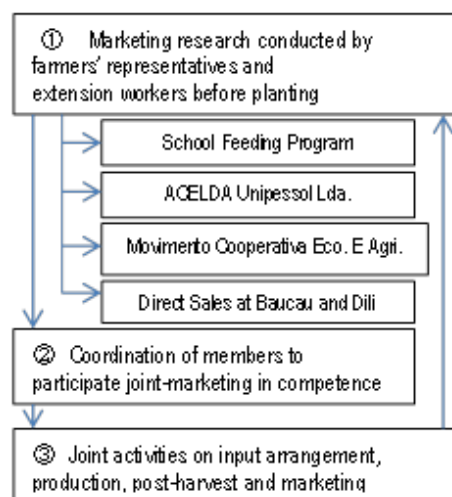 ① Marketing research conducted by
farmers' representatives and
extension workers before planting
School Feeding Program
ACELDA Unipessol Lda.
Movimento Cooperativa Eco. E Agri.
Direct Sales at Baucau and Dili
② Coordination of members to
participate joint-marketing in competence
③ Joint activities on input arrangement,
production, post-harvest and marketing